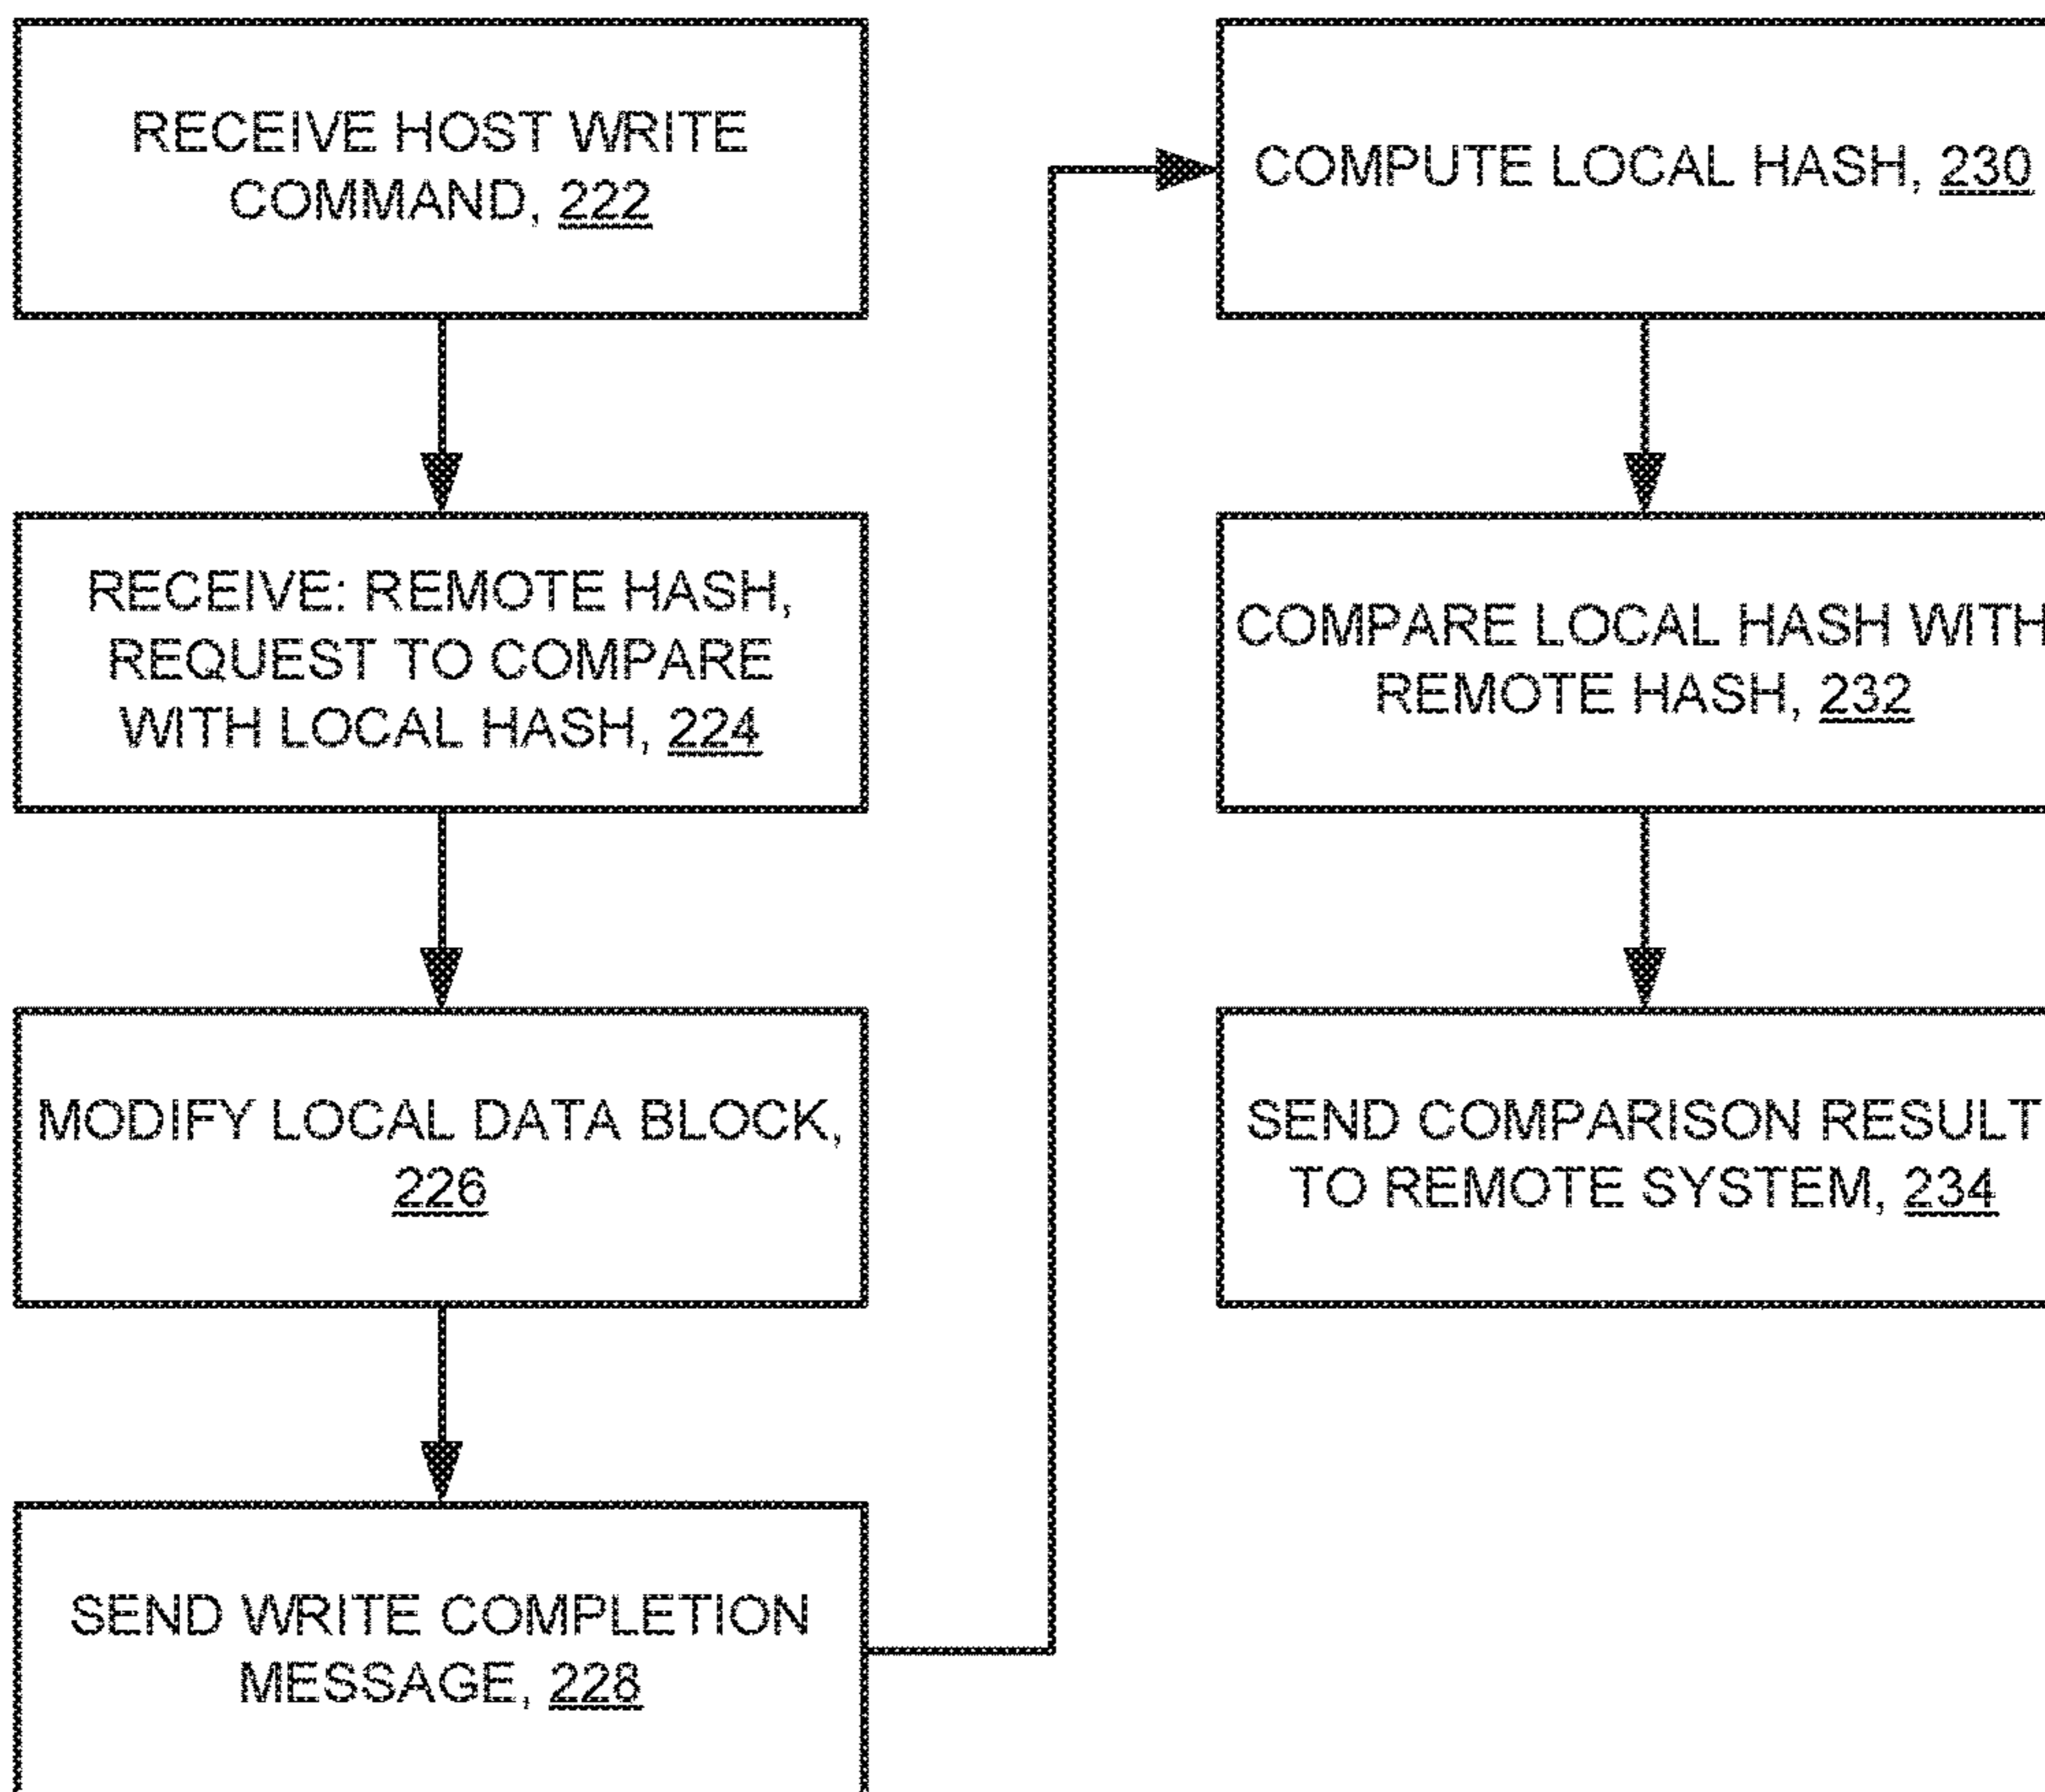 RECEIVE HOST WRITE
COMMAND, 222
RECEIVE: REMOTE HASH,
REQUEST TO COMPARE
WITH LOCAL HASH, 224
MODIFY LOCAL DATA BLOCK,
226
SEND WRITE COMPLETION
MESSAGE, 228
COMPUTE LOCAL HASH, 230
COMPARE LOCAL HASH WITH
REMOTE HASH, 232
SEND COMPARISON RESULT
TO REMOTE SYSTEM, 234